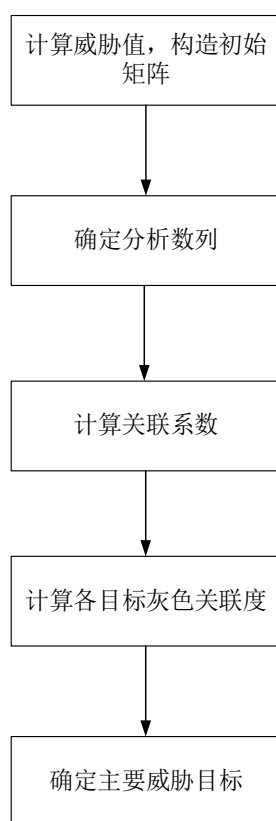 计算威胁值，构造初始
矩阵
确定分析数列
计算关联系数
计算各目标灰色关联度
确定主要威胁目标